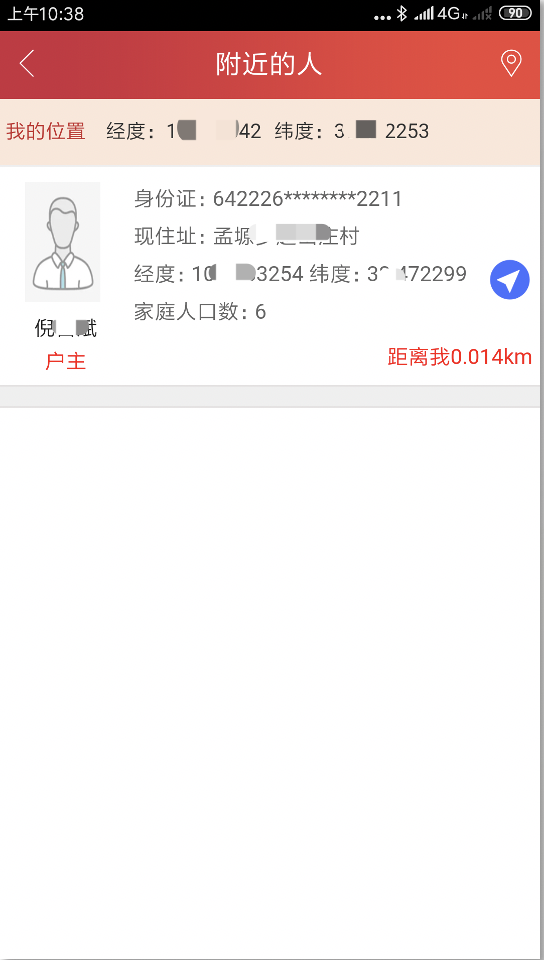 上午10:38 4G 90
附近的人
我的位置 经度：1 42 纬度：3 2253
身份证：642226********2211
现住址：孟塬 村
经度：10 3254 纬度：3 472299
家庭人口数：6
倪
户主
距离我0.014km